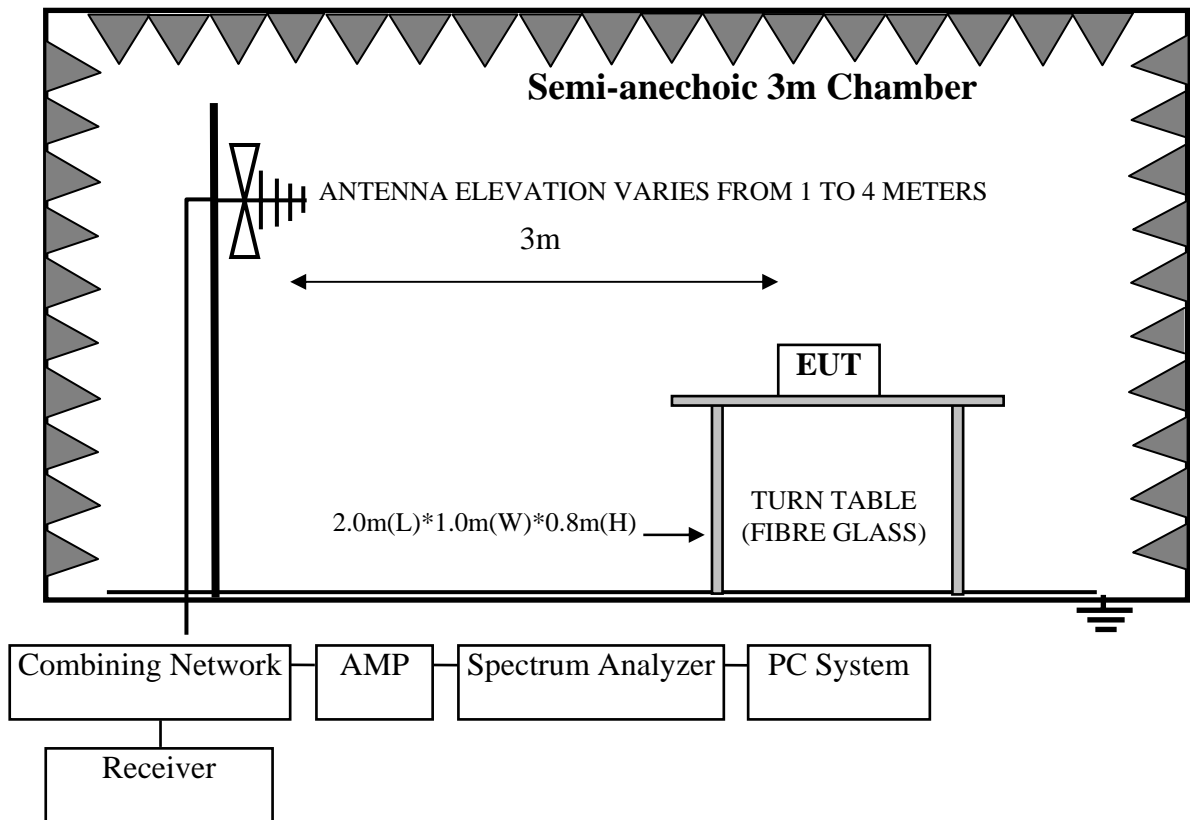 Semi-anechoic 3m Chamber
ANTENNA ELEVATION VARIES FROM 1 TO 4 METERS
3m
EUT
2.0m(L)*1.0m(W)*0.8m(H)
TURN TABLE
(FIBRE GLASS)
Combining Network
AMP
Spectrum Analyzer
PC System
Receiver